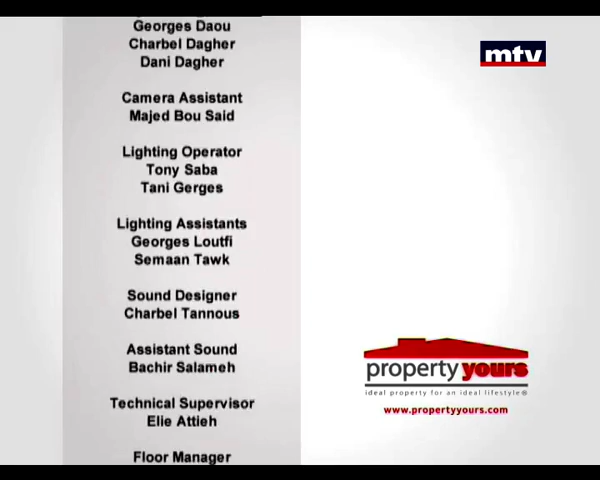 Georges Daou
Charbel Dagher
Dani Dagher
Camera Assistant
Majed Bou Said
Lighting Operator
Tony Saba
Tani Gerges
Lighting Assistants
Georges Loutfi
Semaan Tawk
Sound Designer
Charbel Tannous
Assistant Sound
Bachir Salameh
Technical Supervisor
Elie Attieh
Floor Manager
mtv
property yours
ideal property for an ideal lifestyle®
www.propertyyours.com